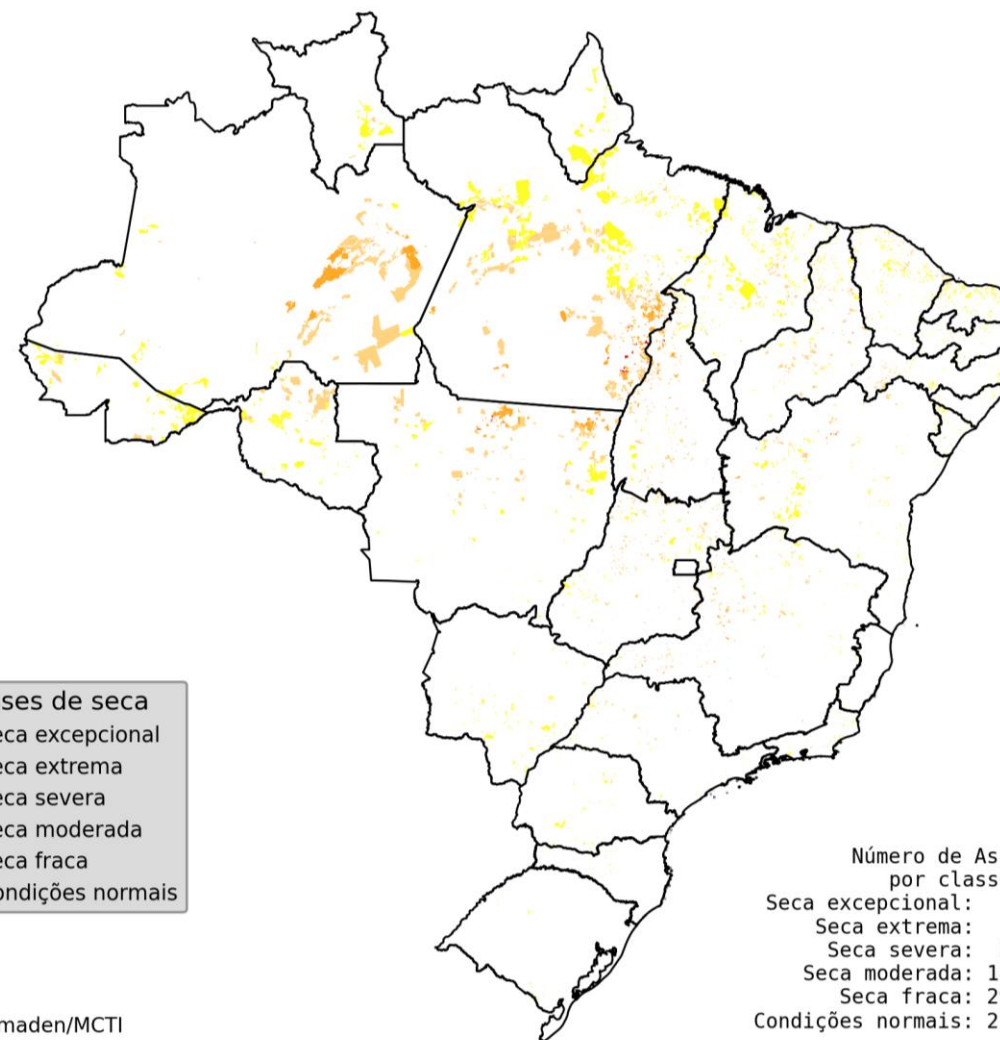 ses de seca
eca excepcional
eca extrema
eca severa
eca moderada
eca fraca
ondições normais
Número de As
por class
Seca excepcional:
Seca extrema:
Seca severa:
Seca moderada: 1
Seca fraca: 2
Condições normais: 2
maden/MCTI